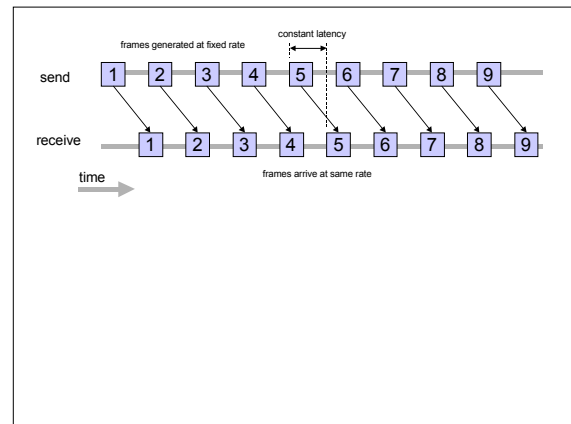 constant latency
frames generated at fixed rate
send 1 2 3 4 5 6 7 8 9
receive 1 2 3 4 5 6 7 8 9
time
frames arrive at same rate